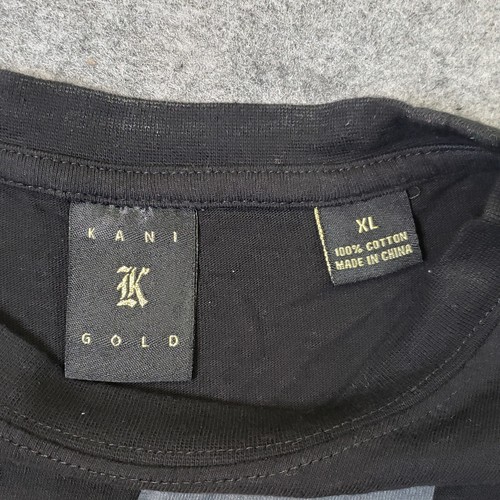 KANI
K
GOLD
XL
100% COTTON
MADE IN CHINA